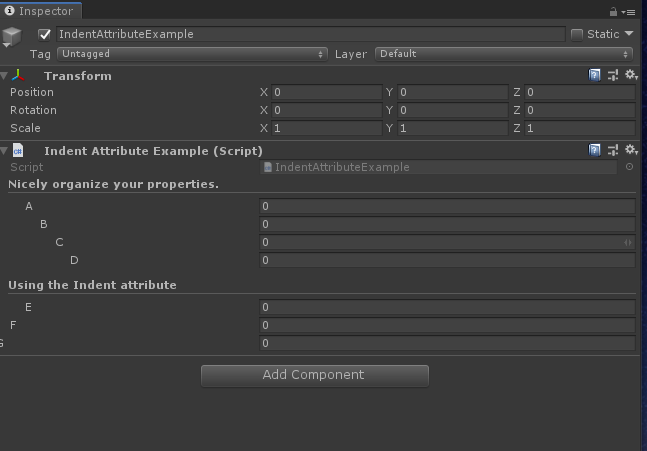 Inspector
IndentAttributeExample Static
Tag Untagged Layer Default
Transform
Position X 0 Y 0 Z 0
Rotation X 0 Y 0 Z 0
Scale X 1 Y 1 Z 1
Indent Attribute Example (Script)
Script IndentAttributeExample
Nicely organize your properties.
A 0
B 0
C 0
D 0
Using the Indent attribute
E 0
F 0
G 0
Add Component